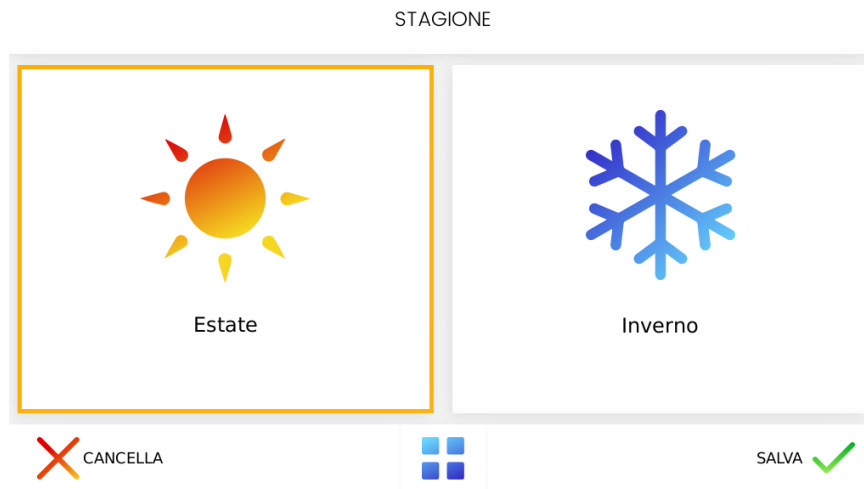 STAGIONE
Estate
Inverno
CANCELLA
SALVA